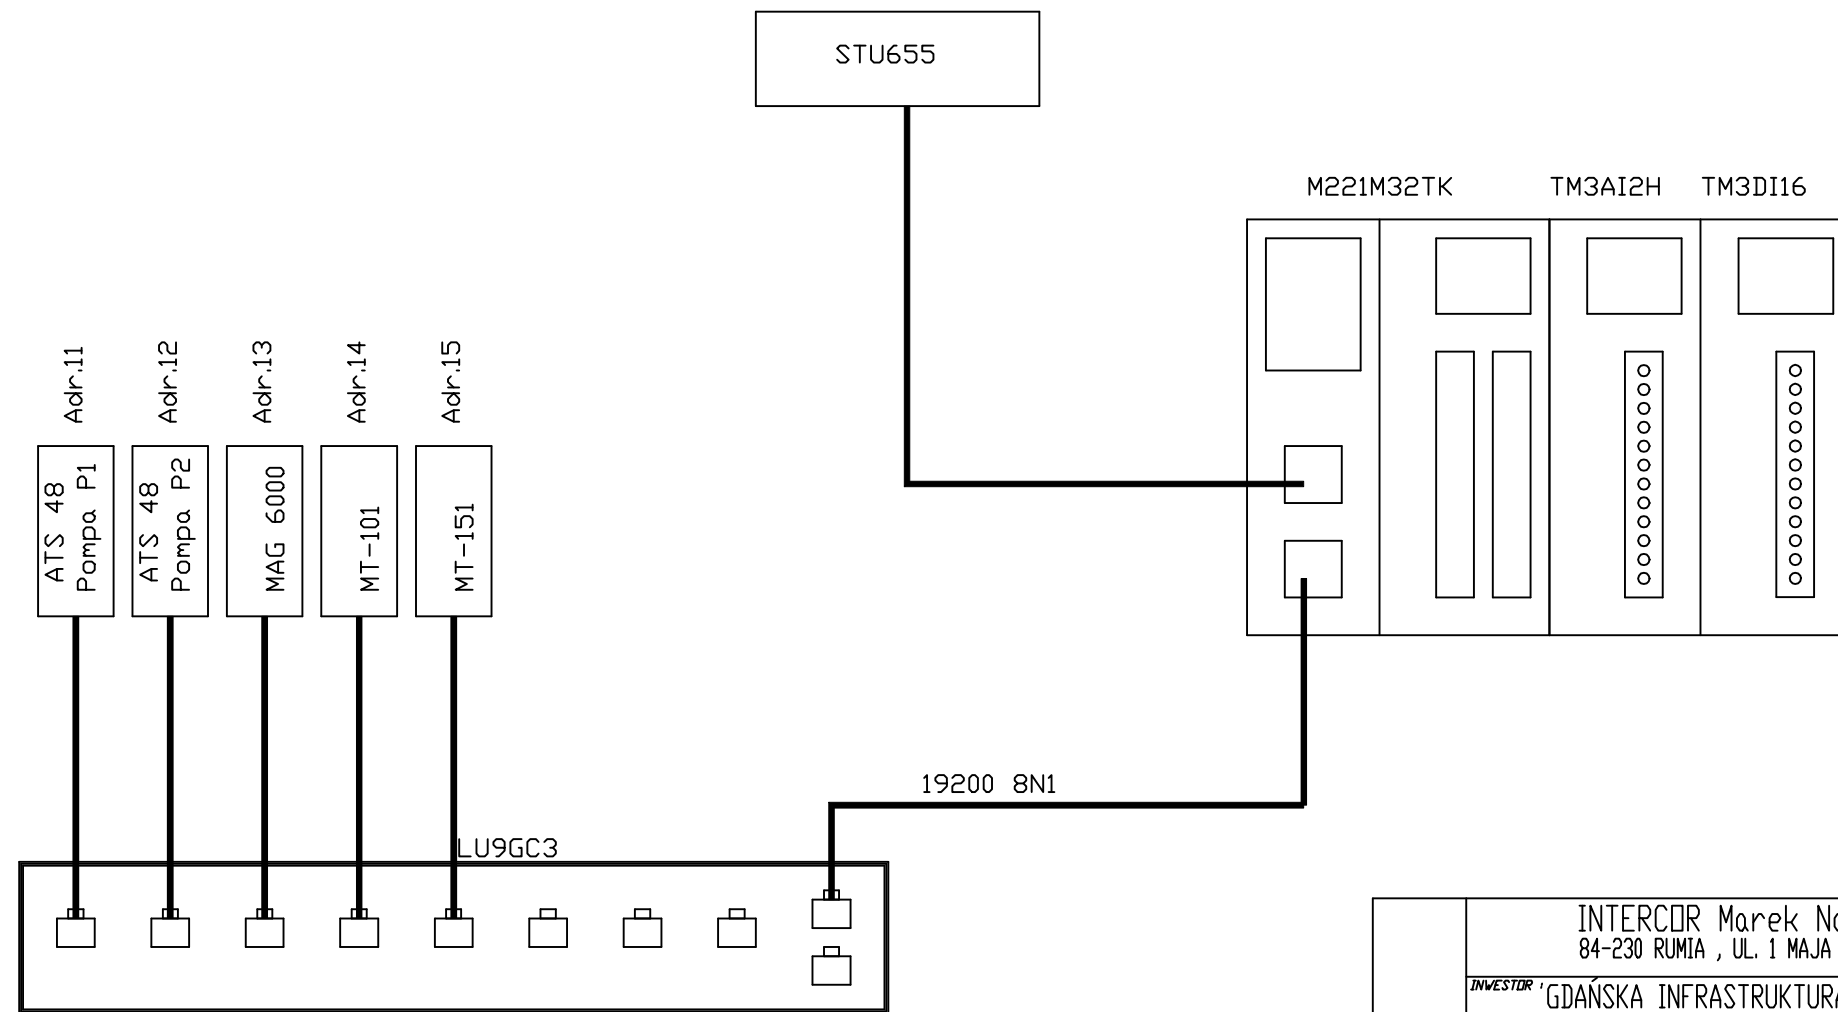 STU655
M221M32TK
TM3AI2H
TM3DI16
Adr.11
Adr.12
Adr.13
Adr.14
Adr.15
ATS 48
Pompa P1
ATS 48
Pompa P2
MAG 6000
MT-101
MT-151
19200 8N1
LU9GC3
INTERCOR Marek
84-230 RUMIA , UL. 1 MAJA
INWESTOR :
GDAŃSKA INFRASTRUKTURA